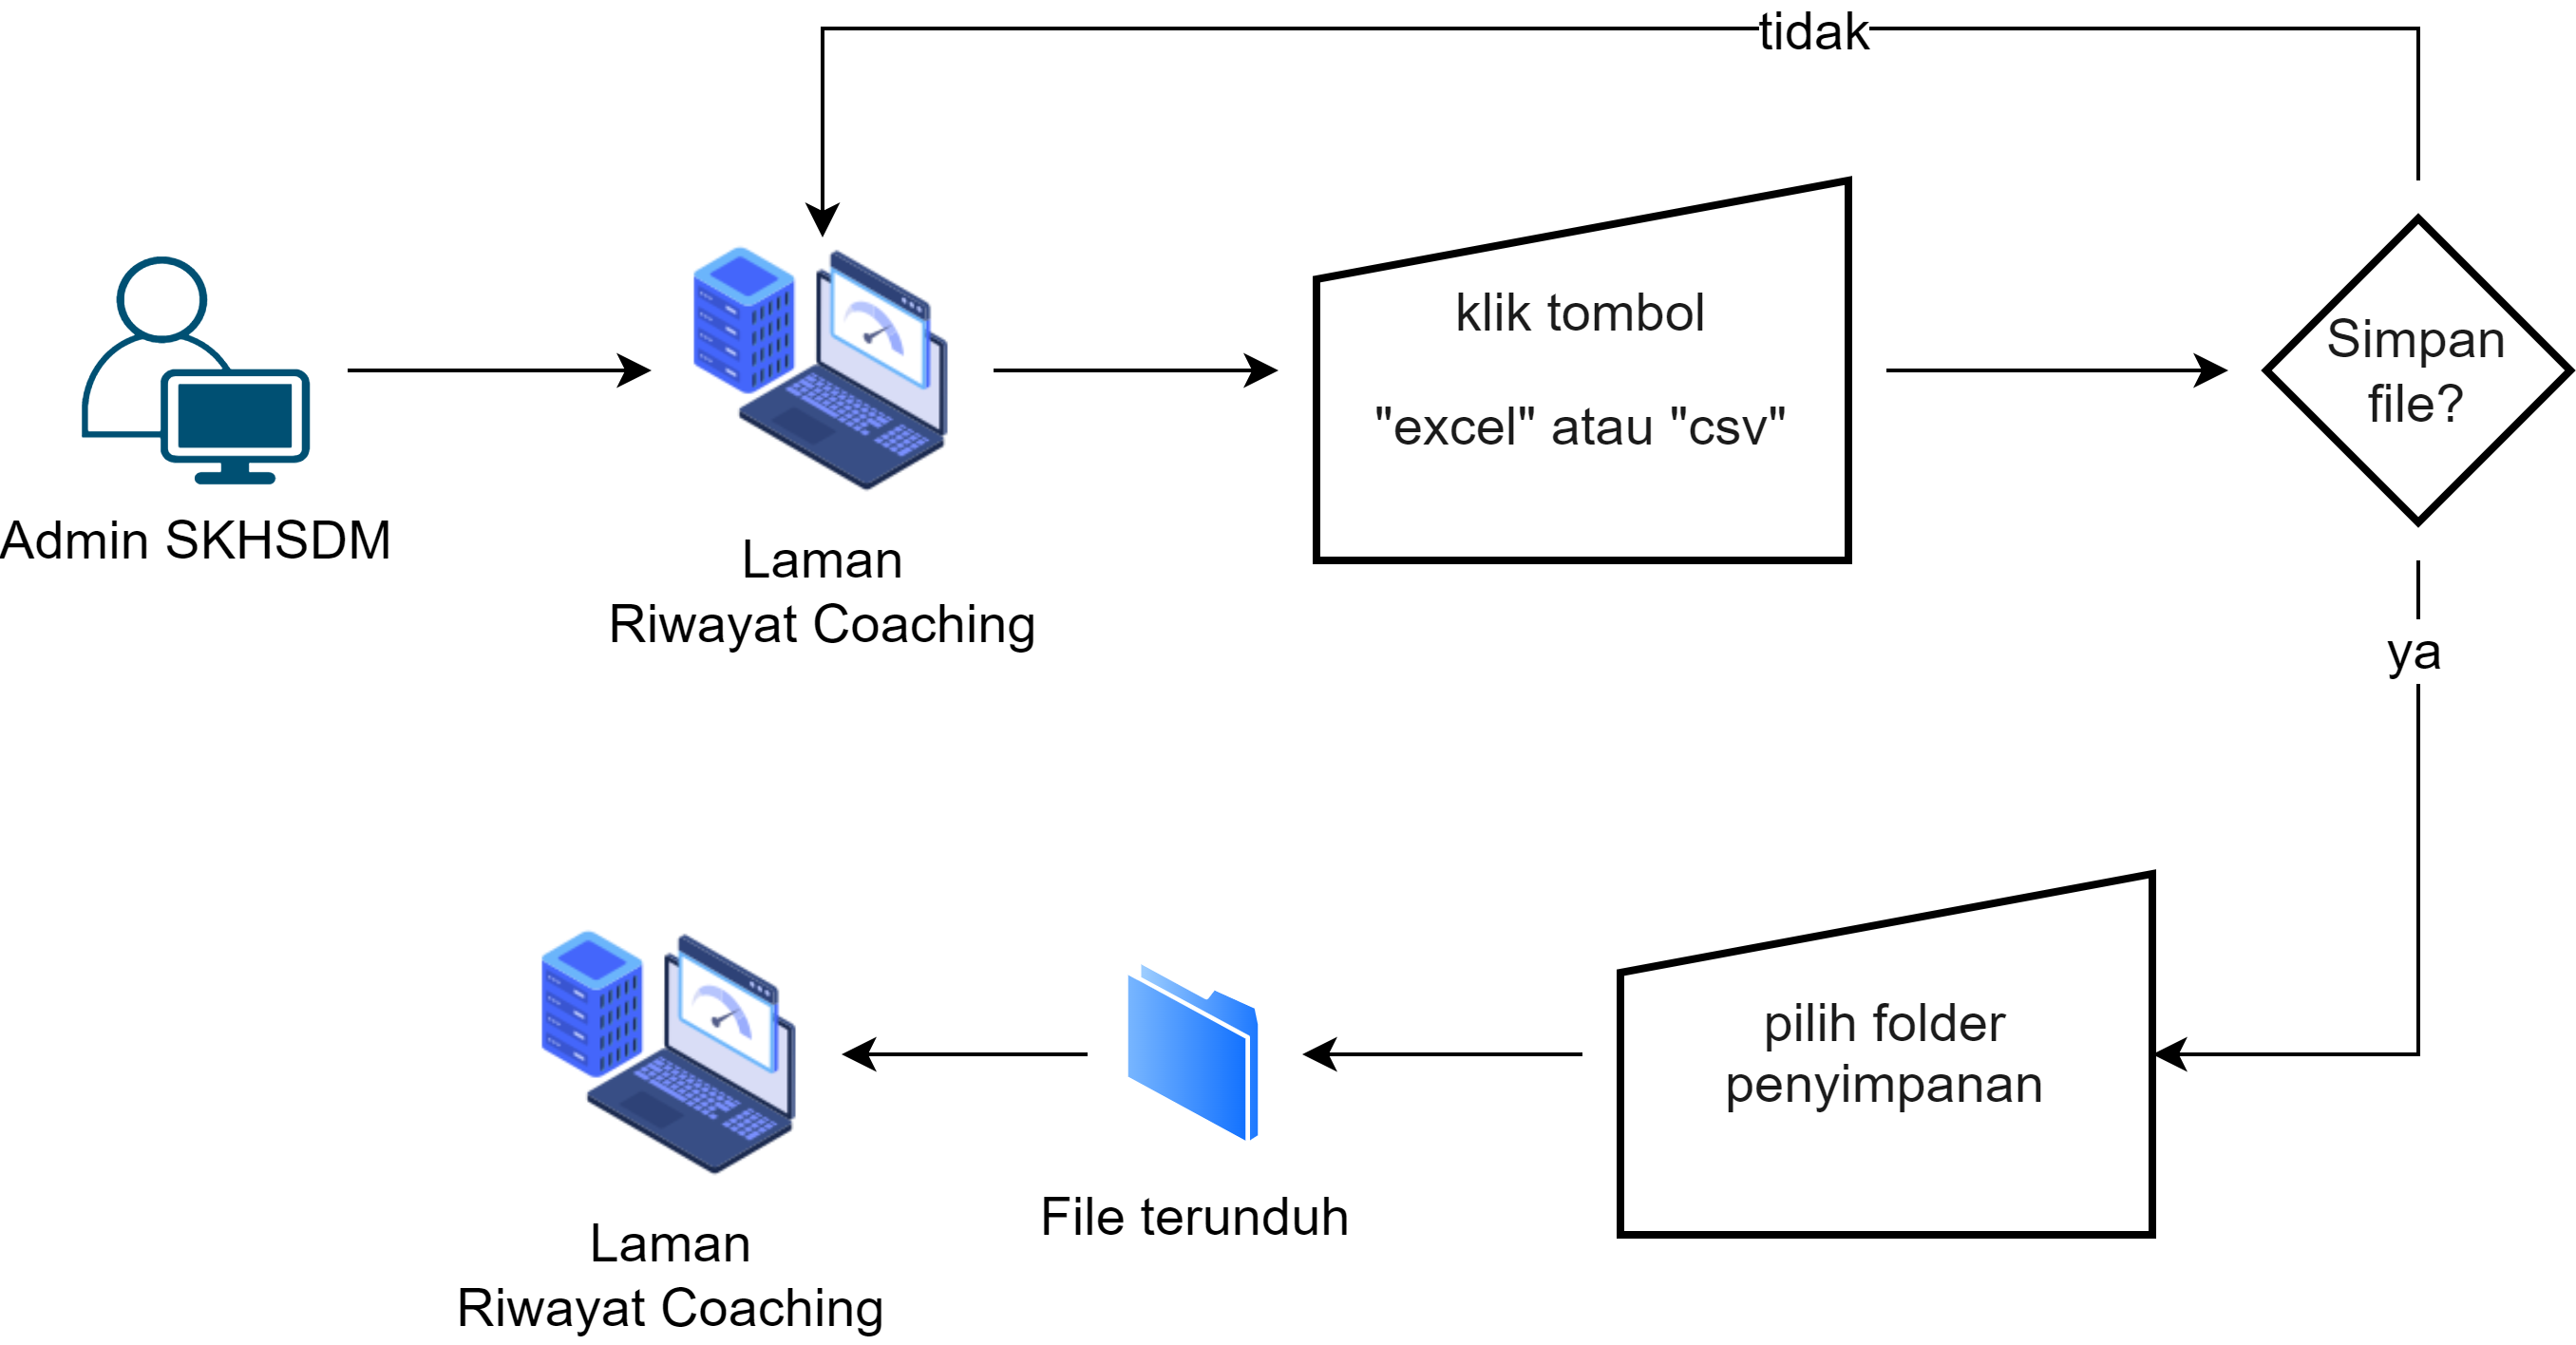 tidak
klik tombol
"excel" atau "csv"
Simpan
file?
Admin SKHSDM
Laman
Riwayat Coaching
ya
pilih folder
penyimpanan
File terunduh
Laman
Riwayat Coaching